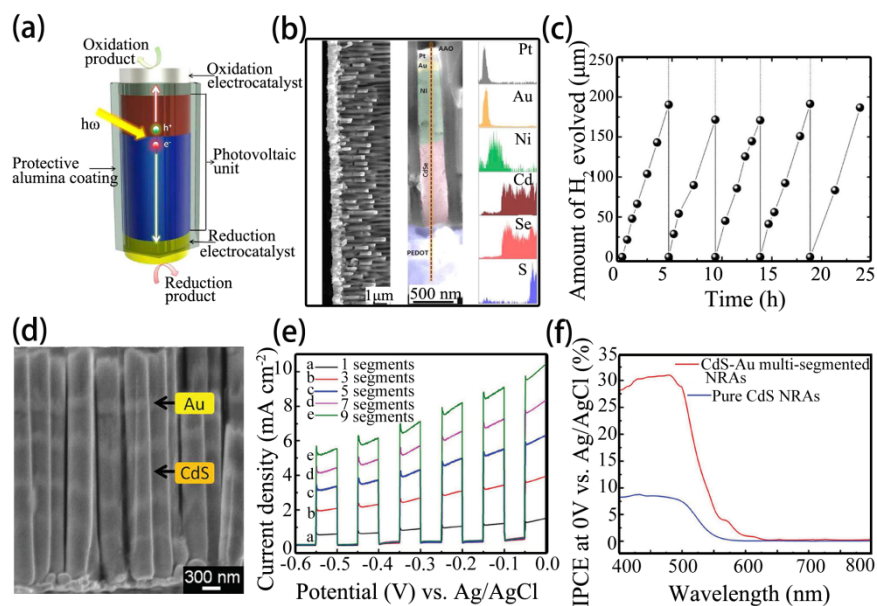 (a)
Oxidation
product
Oxidation
electrocatalyst
hω
h⁺
e⁻
Protective
alumina coating
Photovoltaic
unit
Reduction
electrocatalyst
Reduction
product
(b)
AAO
Pt
Au
Ni
CdSe
PEDOT
1μm
500 nm
Pt
Au
Ni
Cd
Se
S
(c)
Amount of H₂ evolved (μm)
250
200
150
100
50
0
0 5 10 15 20 25
Time (h)
(d)
Au
CdS
300 nm
(e)
Current density (mA cm⁻²)
10
8
6
4
2
0
a 1 segments
b 3 segments
c 5 segments
d 7 segments
e 9 segments
e
d
c
b
a
-0.6 -0.5 -0.4 -0.3 -0.2 -0.1 0.0
Potential (V) vs. Ag/AgCl
(f)
IPCE at 0V vs. Ag/AgCl (%)
35
30
25
20
15
10
5
0
CdS-Au multi-segmented
NRAs
Pure CdS NRAs
400 500 600 700 800
Wavelength (nm)